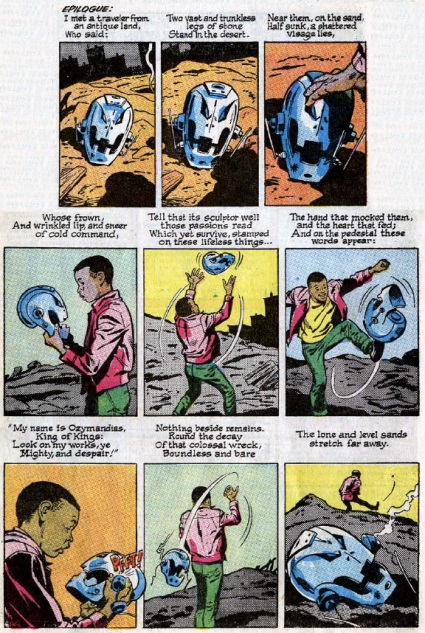 EPILOGUE:
I met a traveler from
an antique land,
Who said:
Two vast and trunkless
legs of stone
Stand in the desert.
Near them, on the sand,
Half sunk, a shattered
visage lies,
Whose frown,
And wrinkled lip, and sneer
of cold command,
Tell that its sculptor well
those passions read
Which yet survive, stamped
on these lifeless things...
The hand that mocked them,
and the heart that fed;
And on the pedestal these
words appear:
"My name is Ozymandias,
King of Kings:
Look on my works, ye
Mighty, and despair!"
PHAT!
Nothing beside remains.
Round the decay
Of that colossal wreck,
Boundless and bare
The lone and level sands
stretch far away.